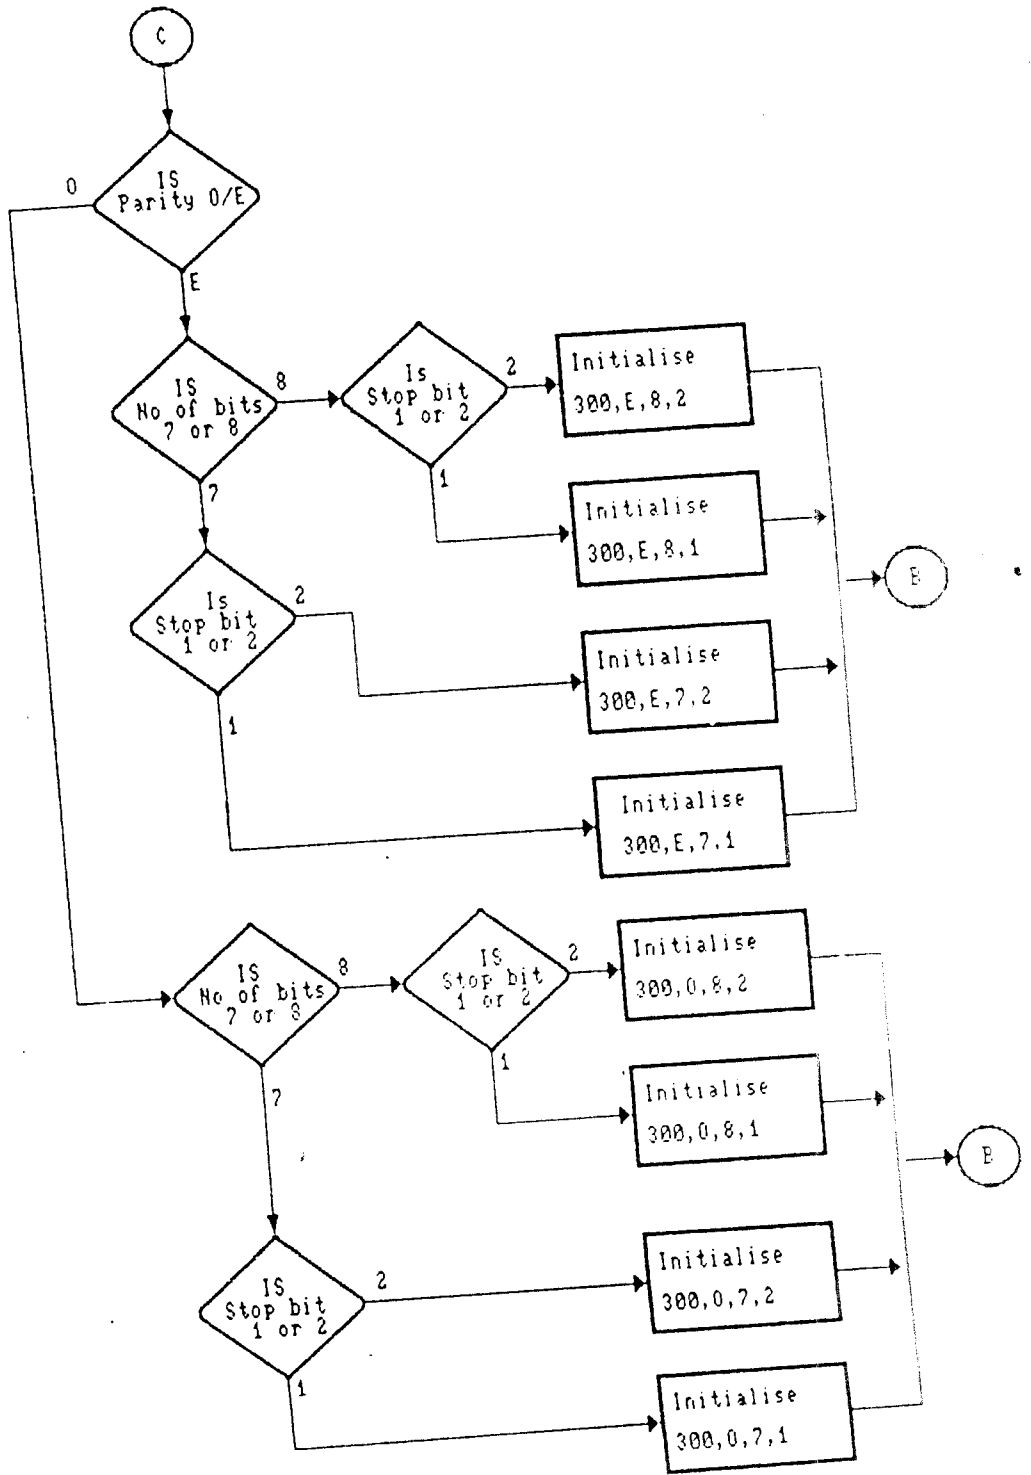 C
IS
Parity O/E
O
E
IS
No of bits
7 or 8
8
Is
Stop bit
1 or 2
2
Initialise
300,E,8,2
1
Initialise
300,E,8,1
B
7
Is
Stop bit
1 or 2
2
Initialise
300,E,7,2
1
Initialise
300,E,7,1
IS
No of bits
7 or 8
8
IS
Stop bit
1 or 2
2
Initialise
300,O,8,2
1
Initialise
300,O,8,1
B
7
IS
Stop bit
1 or 2
2
Initialise
300,O,7,2
1
Initialise
300,O,7,1